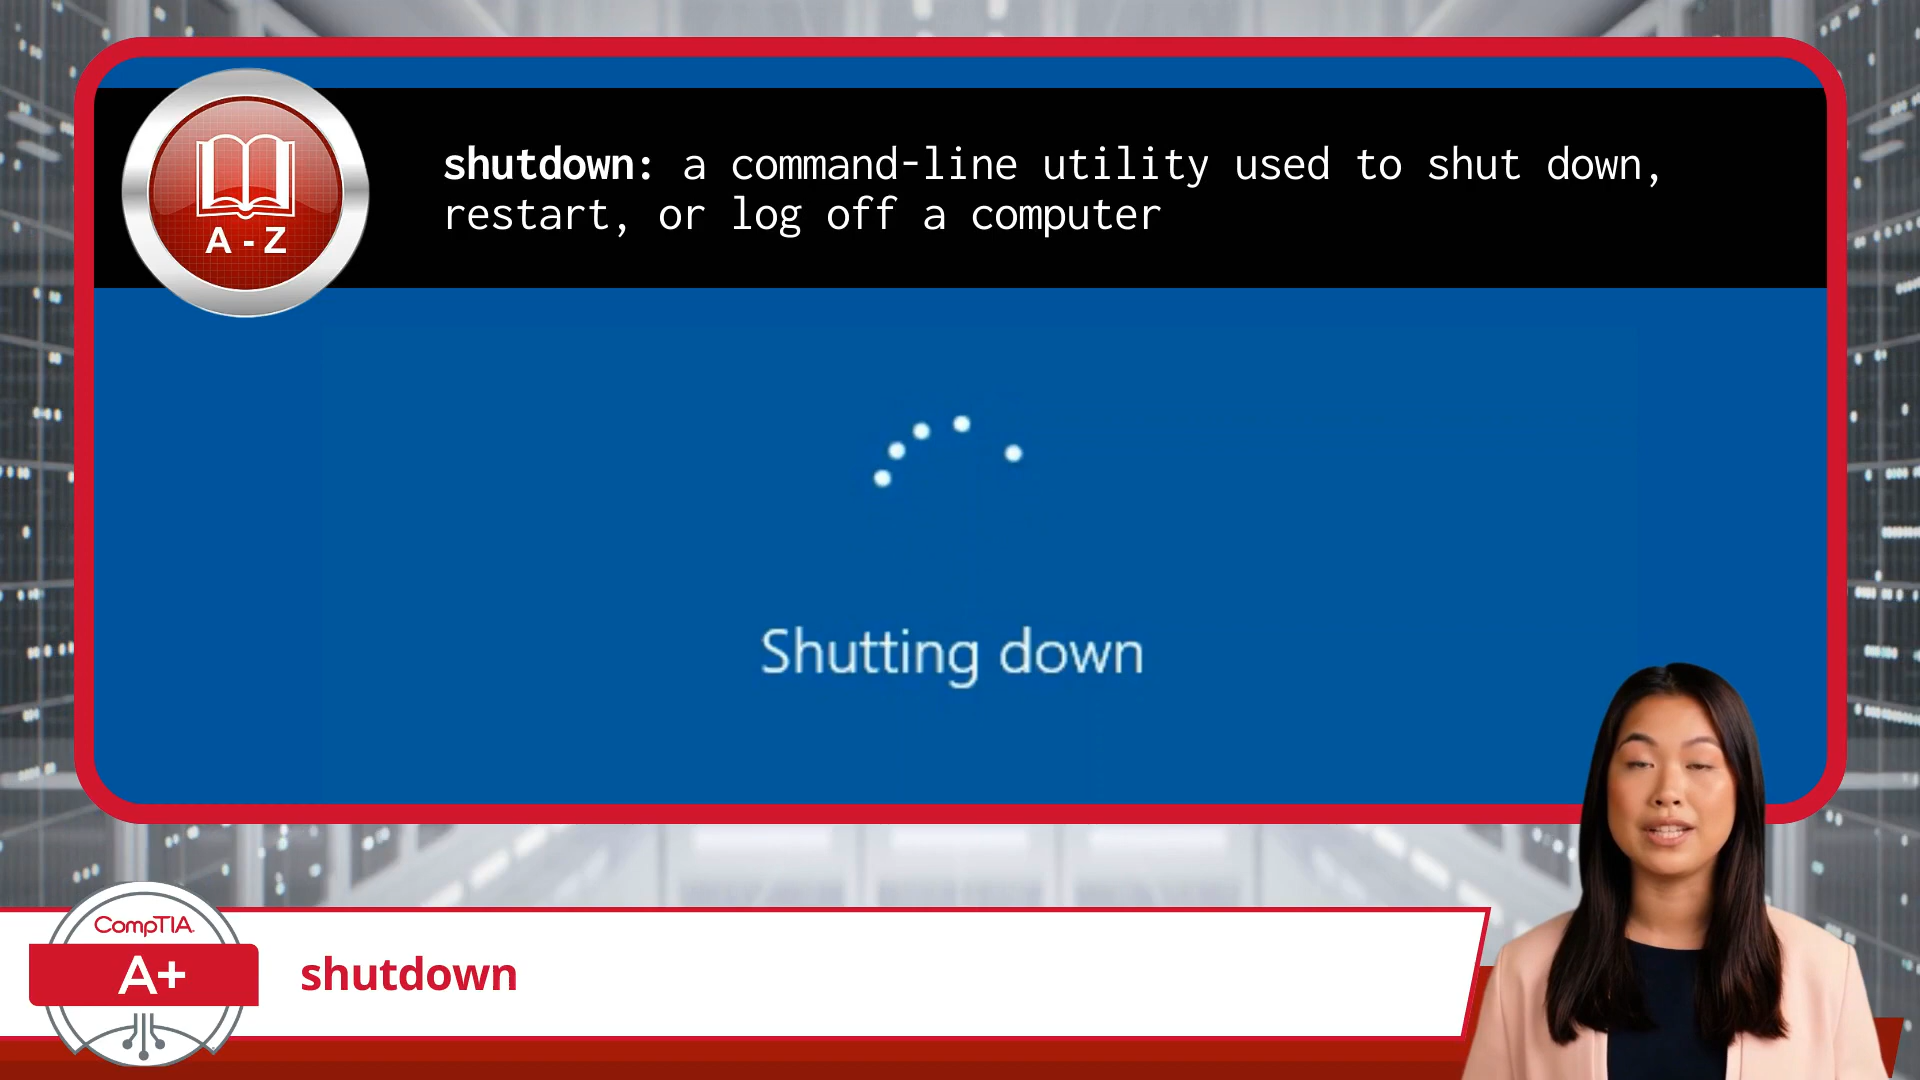 shutdown: a command-line utility used to shut down,
restart, or log off a computer
A - Z
Shutting down
CompTIA.
A+
shutdown